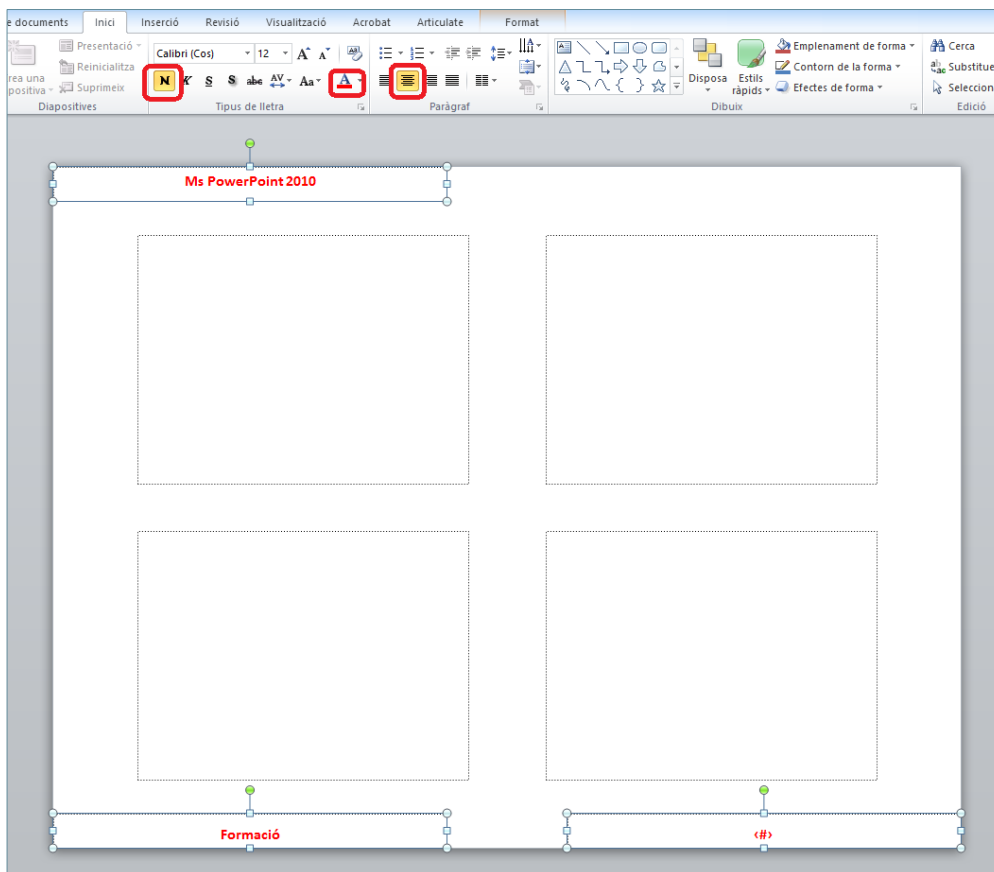 e documents Inici Inserció Revisió Visualització Acrobat Articulate Format
Presentació Calibri (Cos) 12 A A Emplenament de forma Cerca
rea una Reinicialitza Substitue
positiva Suprimeix N K S S abc AV Aa A Disposa Estils ràpids Contorn de la forma Seleccion
Efectes de forma
Diapositives Tipus de lletra Paràgraf Dibuix Edició
Ms PowerPoint 2010
Formació
‹#›